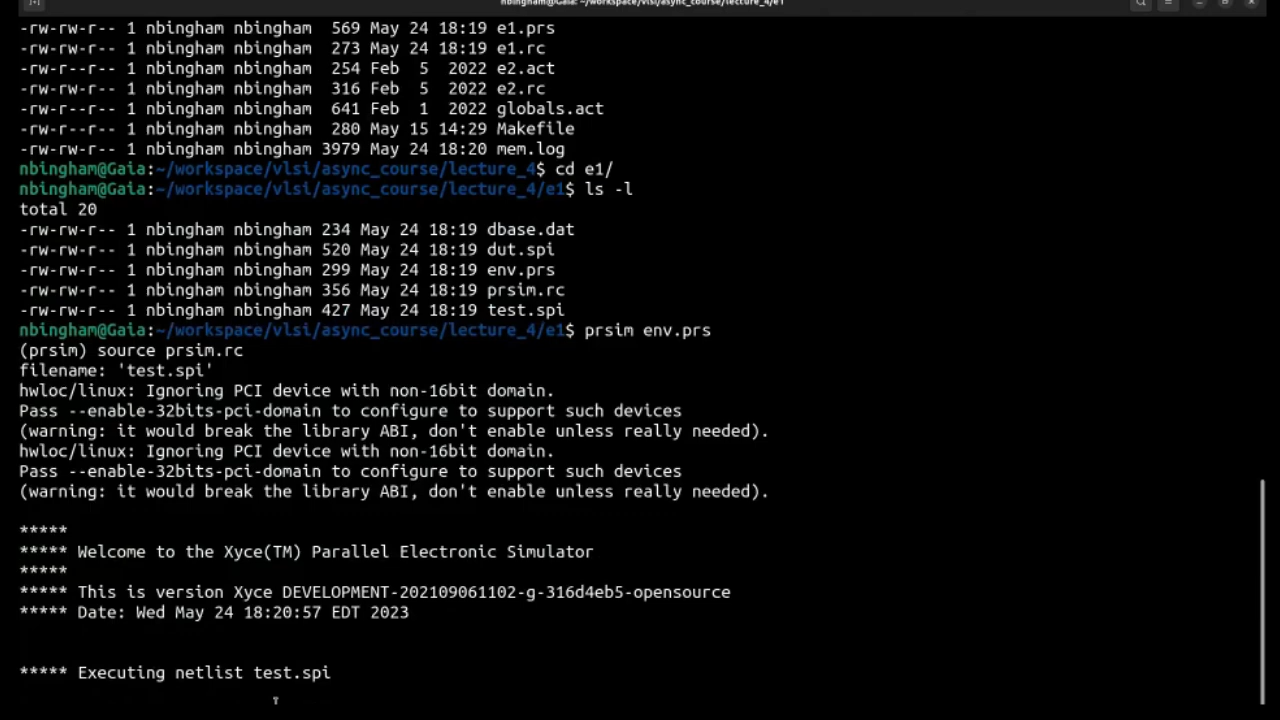 nbingham@Gaia: ~/workspace/vlsi/async_course/lecture_4/e1
-rw-rw-r-- 1 nbingham nbingham  569 May 24 18:19 e1.prs
-rw-rw-r-- 1 nbingham nbingham  273 May 24 18:19 e1.rc
-rw-r--r-- 1 nbingham nbingham  254 Feb  5  2022 e2.act
-rw-r--r-- 1 nbingham nbingham  316 Feb  5  2022 e2.rc
-rw-r--r-- 1 nbingham nbingham  641 Feb  1  2022 globals.act
-rw-rw-r-- 1 nbingham nbingham  280 May 15 14:29 Makefile
-rw-rw-r-- 1 nbingham nbingham 3979 May 24 18:20 mem.log
nbingham@Gaia:~/workspace/vlsi/async_course/lecture_4$ cd e1/
nbingham@Gaia:~/workspace/vlsi/async_course/lecture_4/e1$ ls -l
total 20
-rw-rw-r-- 1 nbingham nbingham 234 May 24 18:19 dbase.dat
-rw-rw-r-- 1 nbingham nbingham 520 May 24 18:19 dut.spi
-rw-rw-r-- 1 nbingham nbingham 299 May 24 18:19 env.prs
-rw-rw-r-- 1 nbingham nbingham 356 May 24 18:19 prsim.rc
-rw-rw-r-- 1 nbingham nbingham 427 May 24 18:19 test.spi
nbingham@Gaia:~/workspace/vlsi/async_course/lecture_4/e1$ prsim env.prs
(prsim) source prsim.rc
filename: 'test.spi'
hwloc/linux: Ignoring PCI device with non-16bit domain.
Pass --enable-32bits-pci-domain to configure to support such devices
(warning: it would break the library ABI, don't enable unless really needed).
hwloc/linux: Ignoring PCI device with non-16bit domain.
Pass --enable-32bits-pci-domain to configure to support such devices
(warning: it would break the library ABI, don't enable unless really needed).
*****
***** Welcome to the Xyce(TM) Parallel Electronic Simulator
*****
***** This is version Xyce DEVELOPMENT-202109061102-g-316d4eb5-opensource
***** Date: Wed May 24 18:20:57 EDT 2023
***** Executing netlist test.spi